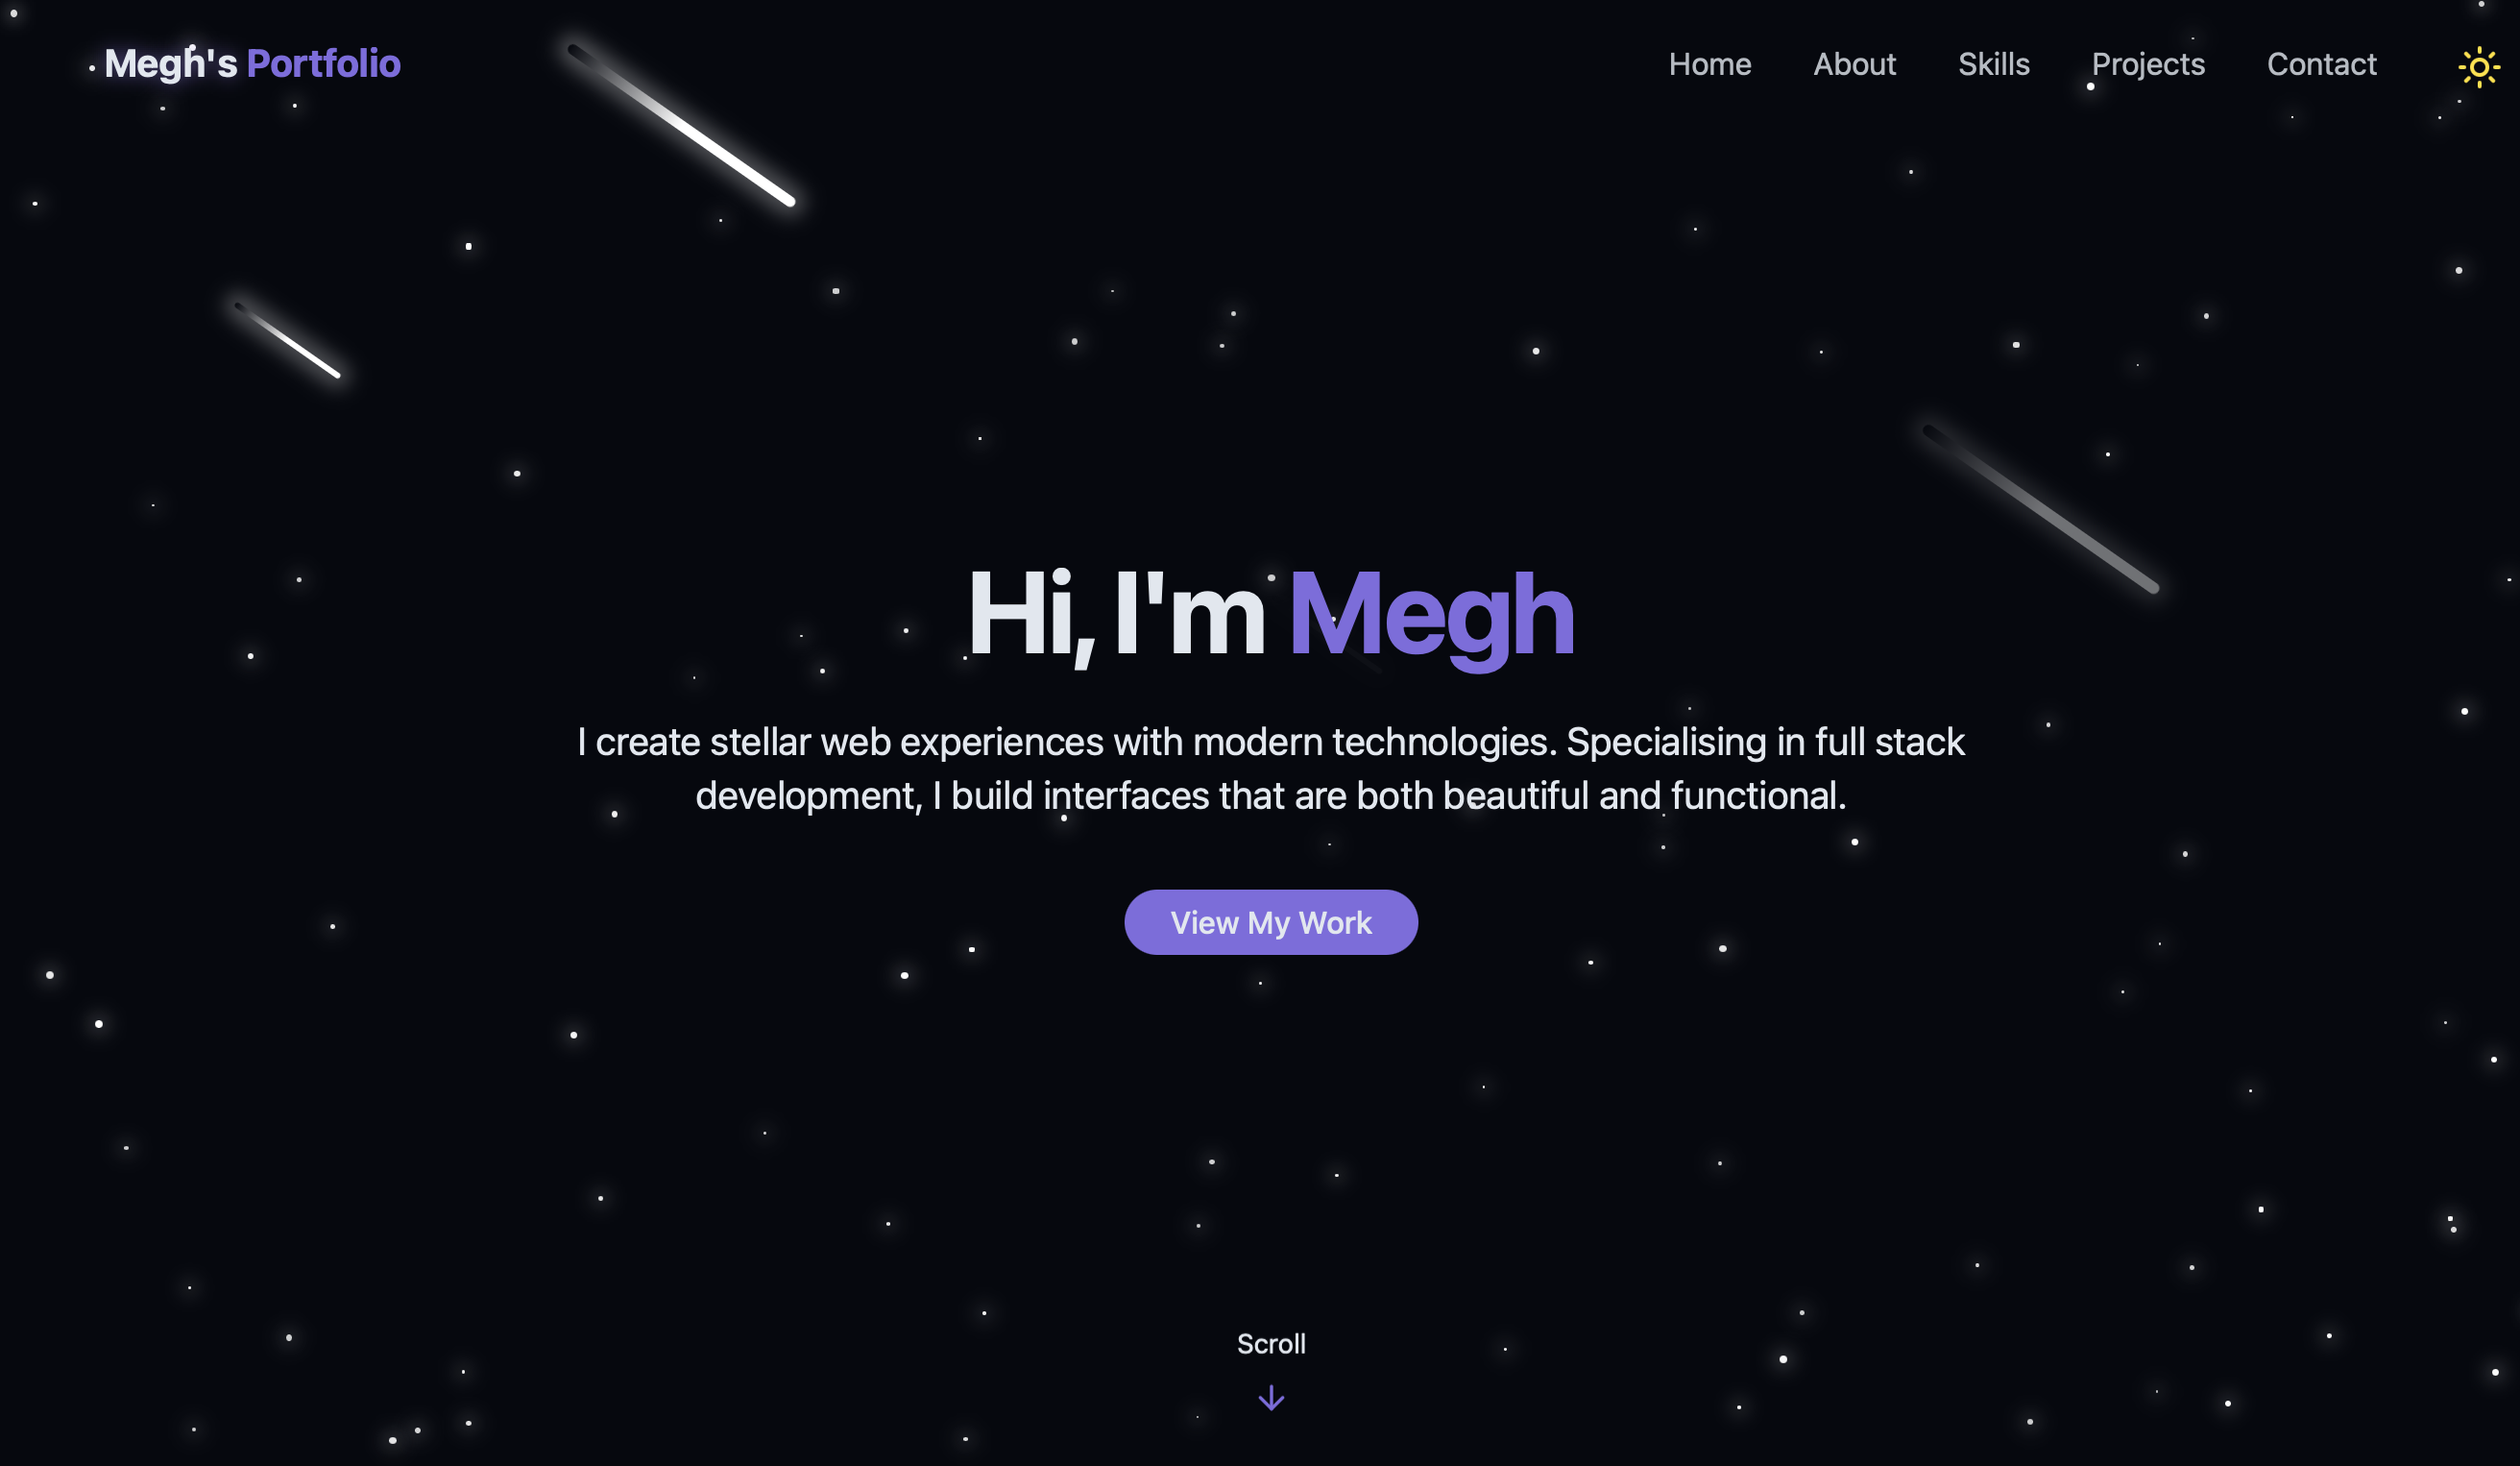 Megh's Portfolio
Home About Skills Projects Contact
Hi, I'm Megh
I create stellar web experiences with modern technologies. Specialising in full stack
development, I build interfaces that are both beautiful and functional.
View My Work
Scroll